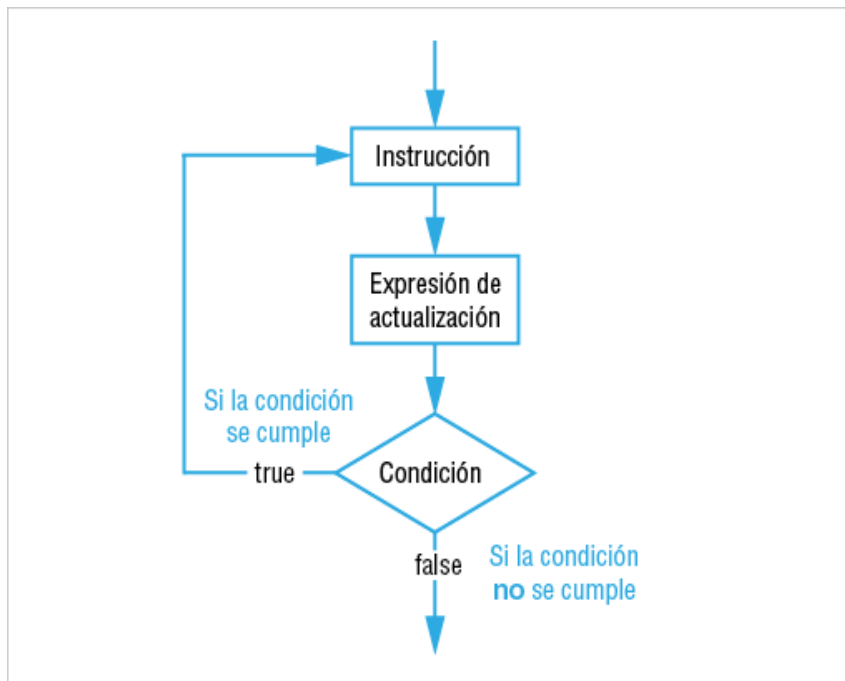 Instrucción
Expresión de
actualización
Si la condición
se cumple
true
Condición
false
Si la condición
no se cumple